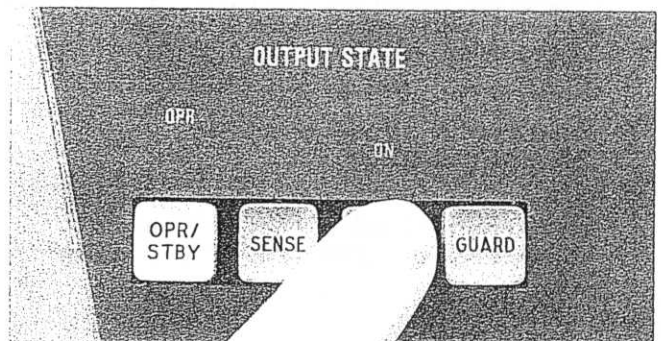 OUTPUT STATE
OPR
ON
OPR/
STBY
SENSE
GUARD